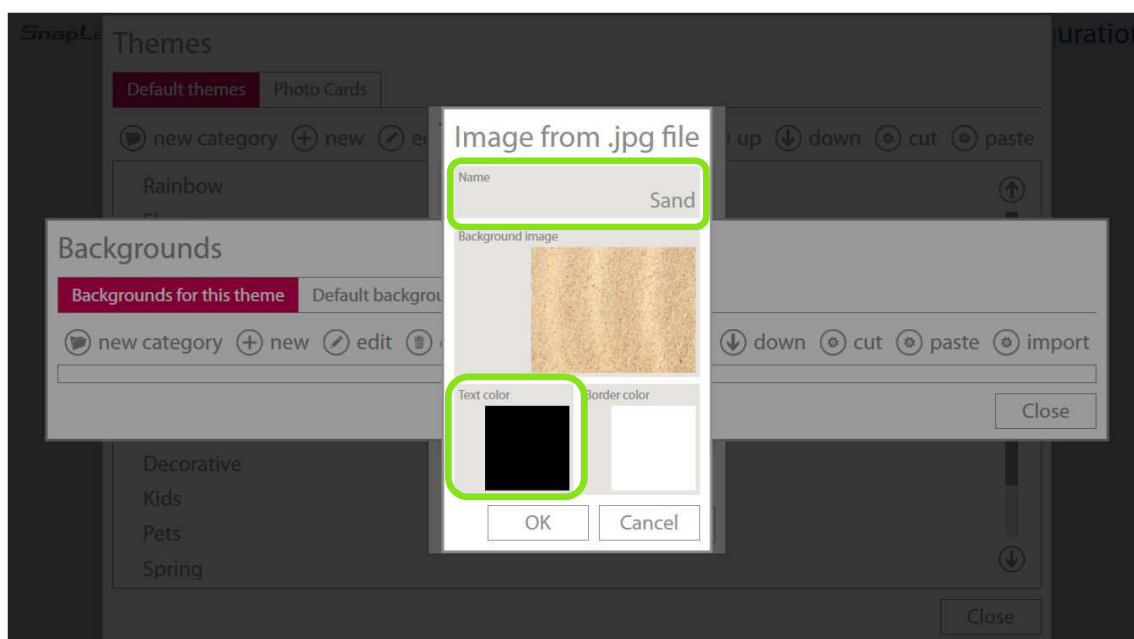 Themes
uration
Default themes Photo Cards
new category new up down cut paste
Rainbow
Image from .jpg file
Name
Sand
Background image
Text color Border color
OK Cancel
Backgrounds
Backgrounds for this theme Default
new category new edit down cut paste import
Close
Decorative
Kids
Pets
Spring
Close